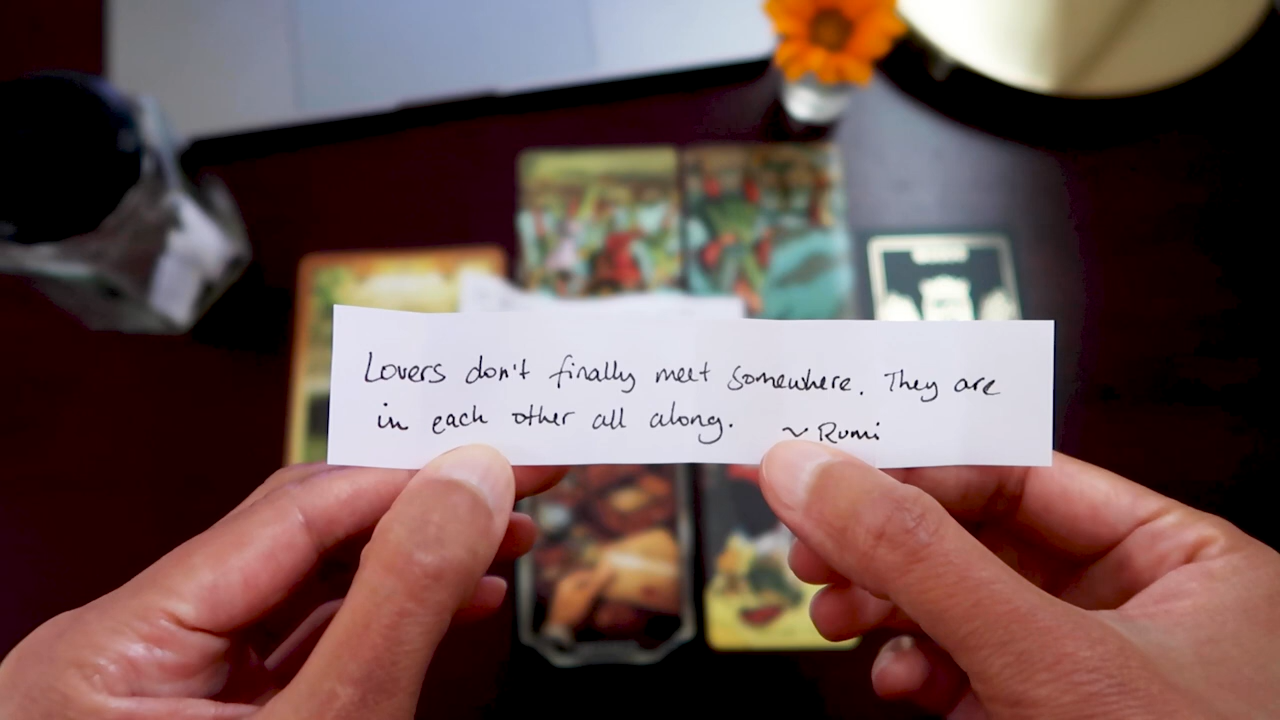 Lovers don't finally meet somewhere. They are
in each other all along. ~ Rumi